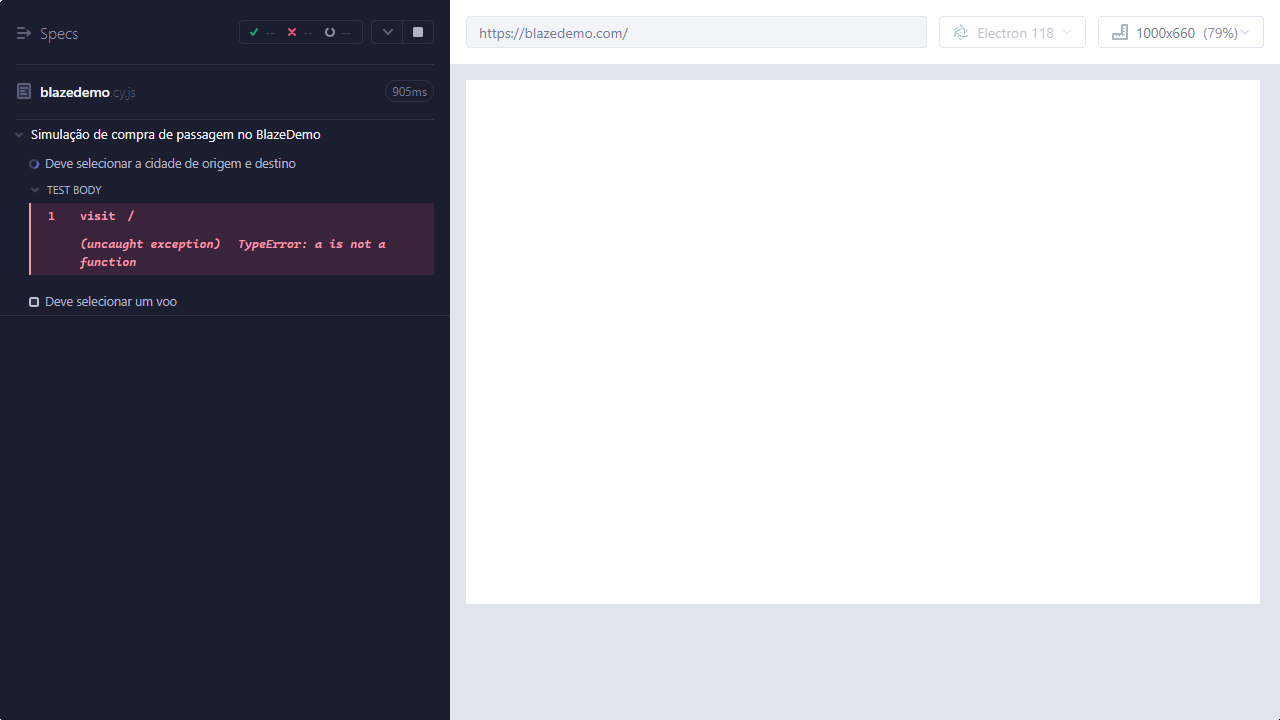 Specs
--
--
--
blazedemo.cy.js
905ms
Simulação de compra de passagem no BlazeDemo
Deve selecionar a cidade de origem e destino
TEST BODY
1 visit /
(uncaught exception) TypeError: a is not a
function
Deve selecionar um voo
https://blazedemo.com/
Electron 118
1000x660 (79%)